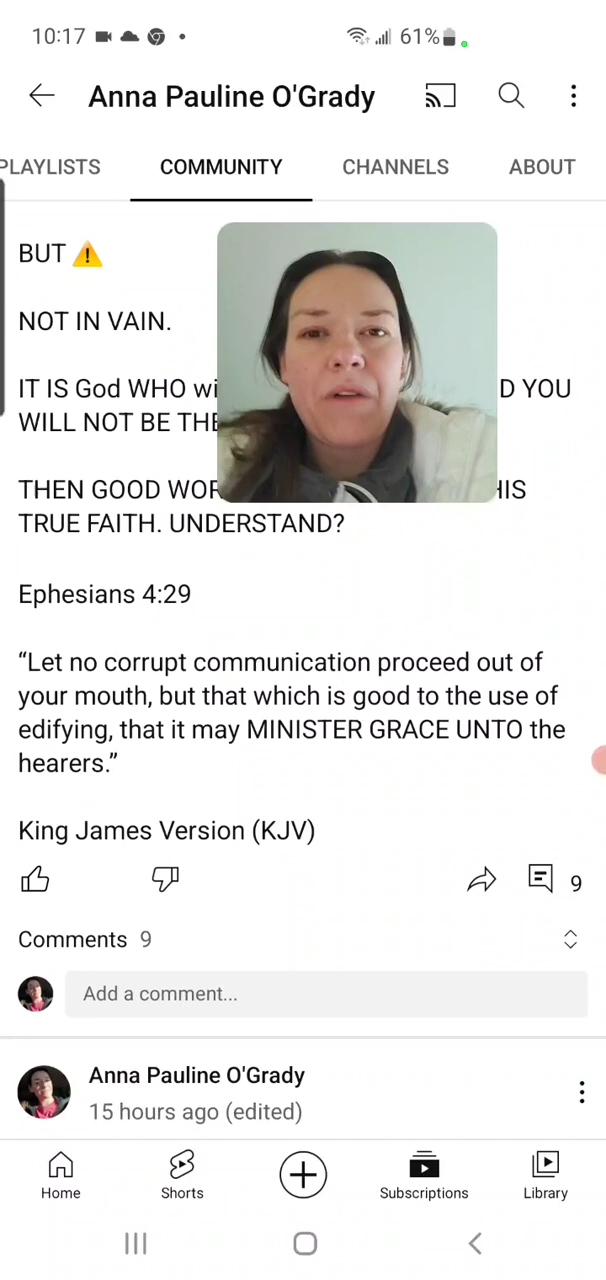 10:17 61%
Anna Pauline O'Grady
PLAYLISTS COMMUNITY CHANNELS ABOUT
BUT ⚠️
NOT IN VAIN.
IT IS God WHO D YOU
WILL NOT BE
THEN GOOD
TRUE FAITH. UNDERSTAND?
Ephesians 4:29
“Let no corrupt communication proceed out of
your mouth, but that which is good to the use of
edifying, that it may MINISTER GRACE UNTO the
hearers.”
King James Version (KJV)
9
Comments 9
Add a comment...
Anna Pauline O'Grady
15 hours ago (edited)
Home Shorts Subscriptions Library